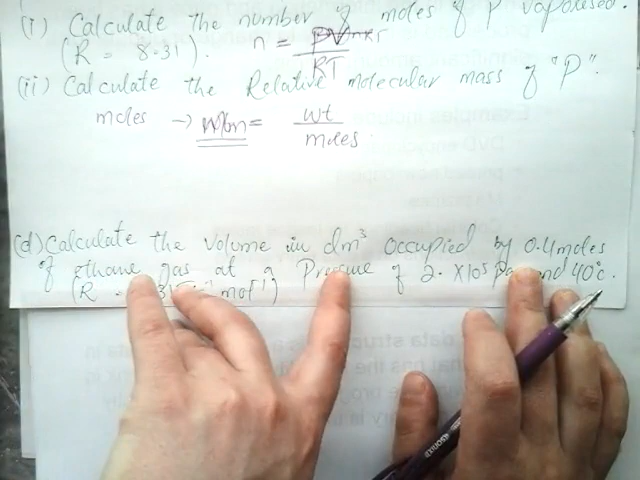 (i) Calculate the number of moles of P vaporised.
(R = 8.31). n = PV
RT
(ii) Calculate the Relative molecular mass of "P".
moles → Mm = wt
moles
(d) Calculate the volume in dm³ occupied by 0.4moles
of ethane gas at a Pressure of 2. X10⁵ Pa and 40°c.
(R mol⁻¹)